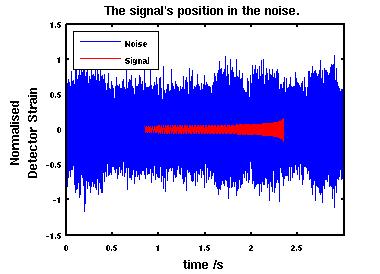 The signal's position in the noise.
1.5
1
0.5
0
-0.5
-1
-1.5
Normalised
Detector Strain
Noise
Signal
0 0.5 1 1.5 2 2.5
time /s